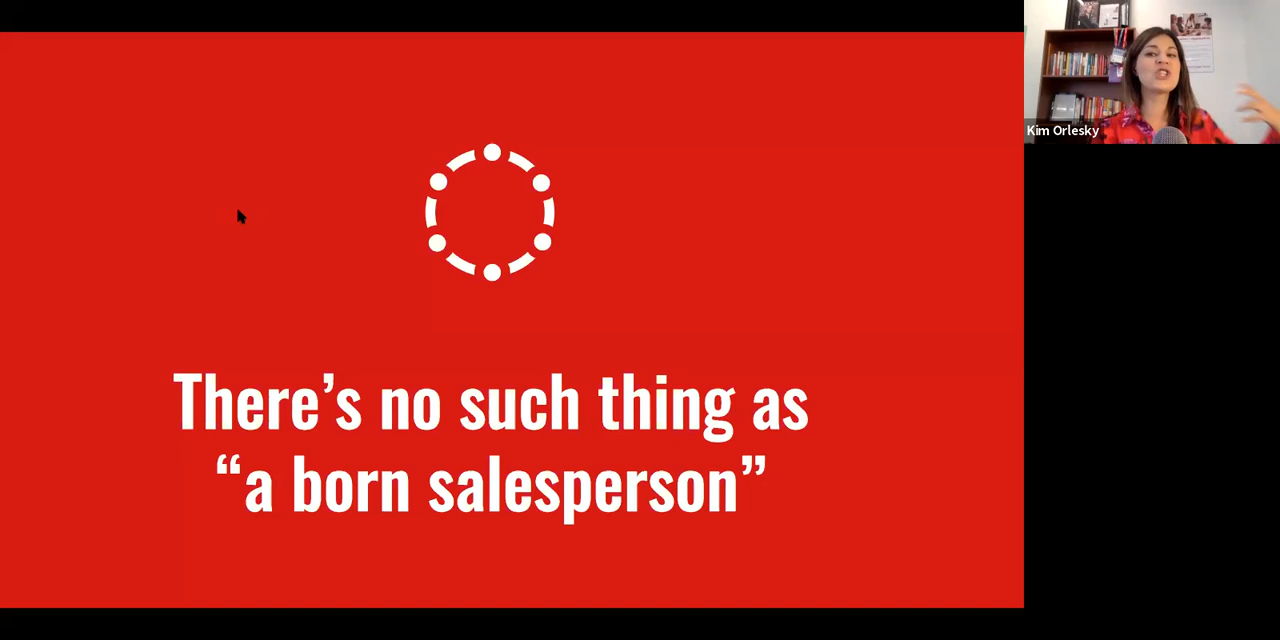 There’s no such thing as
“a born salesperson”
Kim Orlesky